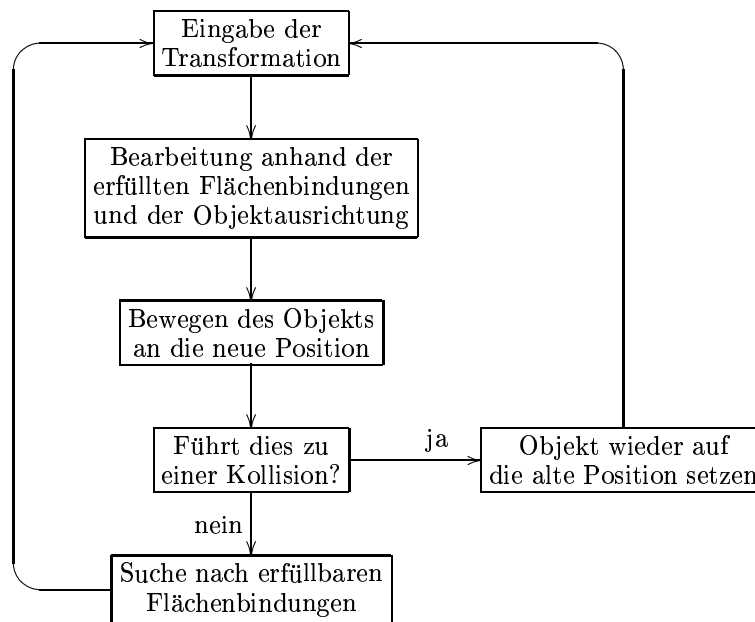 Eingabe der
Transformation
Bearbeitung anhand der
erfüllten Flächenbindungen
und der Objektausrichtung
Bewegen des Objekts
an die neue Position
Führt dies zu
einer Kollision?
ja
Objekt wieder auf
die alte Position setzen
nein
Suche nach erfüllbaren
Flächenbindungen